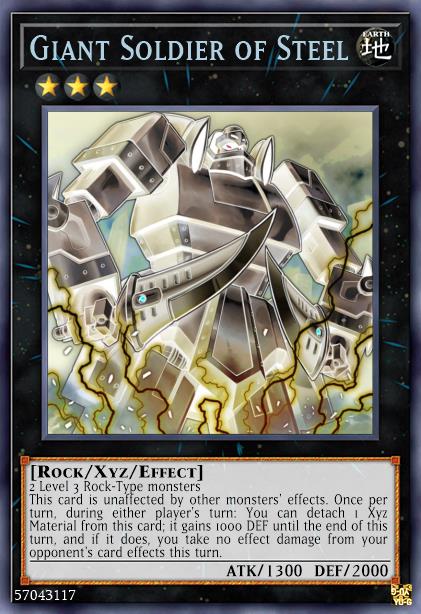 GIANT SOLDIER OF STEEL
EARTH
地
[ROCK/XYZ/EFFECT]
2 Level 3 Rock-Type monsters
This card is unaffected by other monsters' effects. Once per
turn, during either player's turn: You can detach 1 Xyz
Material from this card; it gains 1000 DEF until the end of this
turn, and if it does, you take no effect damage from your
opponent's card effects this turn.
ATK/1300 DEF/2000
57043117